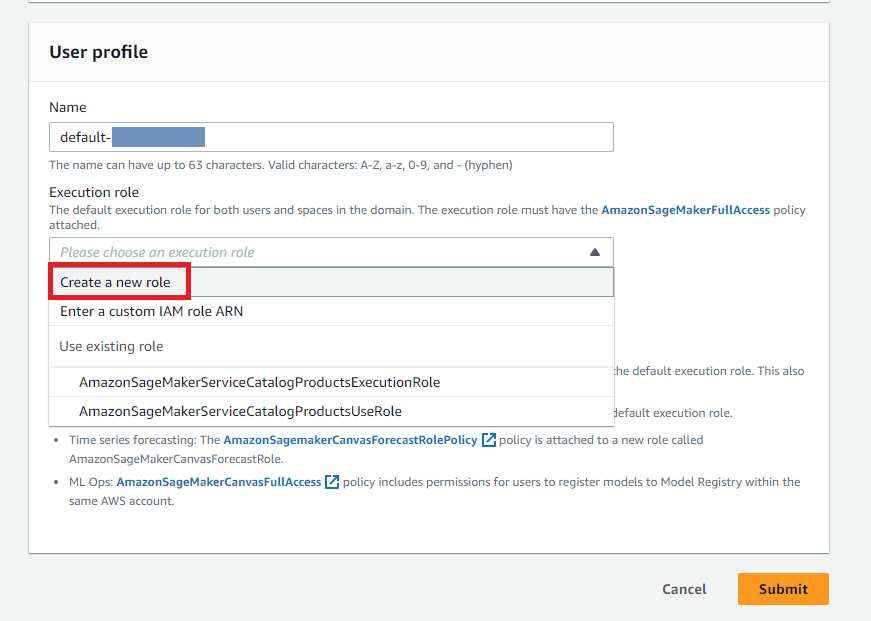 User profile
Name
default-
The name can have up to 63 characters. Valid characters: A-Z, a-z, 0-9, and - (hyphen)
Execution role
The default execution role for both users and spaces in the domain. The execution role must have the AmazonSageMakerFullAccess policy
attached.
Please choose an execution role
Create a new role
Enter a custom IAM role ARN
Use existing role
the default execution role. This also
AmazonSageMakerServiceCatalogProductsExecutionRole
AmazonSageMakerServiceCatalogProductsUseRole
default execution role.
• Time series forecasting: The AmazonSagemakerCanvasForecastRolePolicy policy is attached to a new role called
AmazonSageMakerCanvasForecastRole.
• ML Ops: AmazonSageMakerCanvasFullAccess policy includes permissions for users to register models to Model Registry within the
same AWS account.
Cancel
Submit